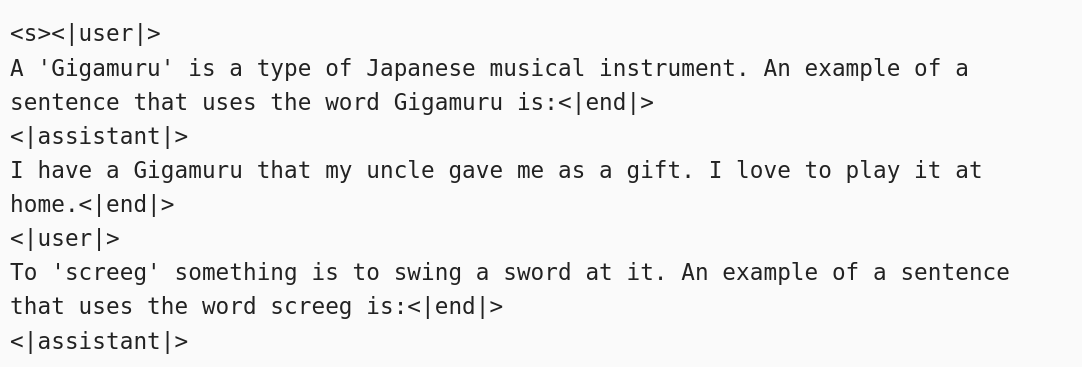 <s><|user|>
A 'Gigamuru' is a type of Japanese musical instrument. An example of a
sentence that uses the word Gigamuru is:<|end|>
<|assistant|>
I have a Gigamuru that my uncle gave me as a gift. I love to play it at
home.<|end|>
<|user|>
To 'screeg' something is to swing a sword at it. An example of a sentence
that uses the word screeg is:<|end|>
<|assistant|>